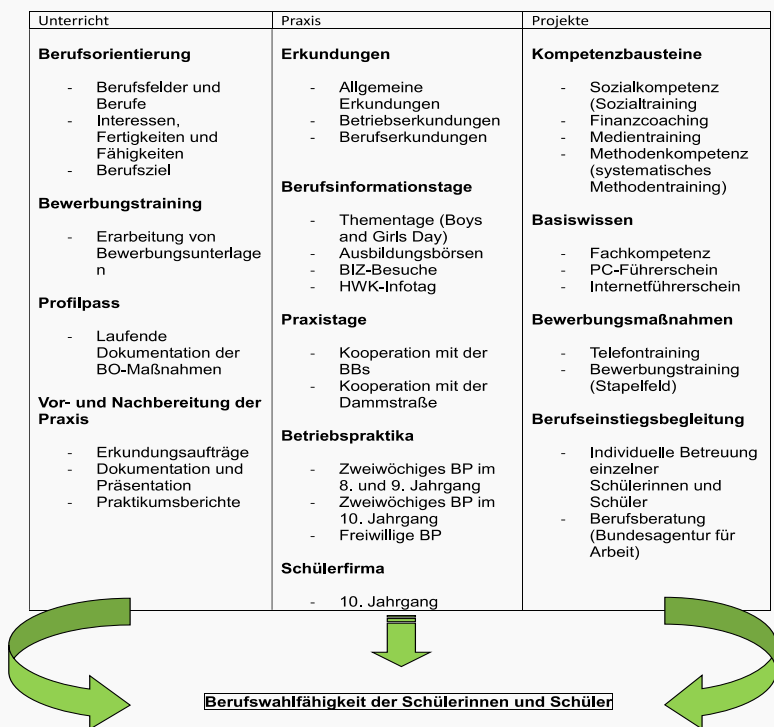 Unterricht
Berufsorientierung
- Berufsfelder und
Berufe
- Interessen,
Fertigkeiten und
Fähigkeiten
- Berufsziel
Bewerbungstraining
- Erarbeitung von
Bewerbungsunterlage
n
Profilpass
- Laufende
Dokumentation der
BO-Maßnahmen
Vor- und Nachbereitung der
Praxis
- Erkundungsaufträge
- Dokumentation und
Präsentation
- Praktikumsberichte
Praxis
Erkundungen
- Allgemeine
Erkundungen
- Betriebserkundungen
- Berufserkundungen
Berufsinformationstage
- Thementage (Boys
and Girls Day)
- Ausbildungsbörsen
- BIZ-Besuche
- HWK-Infotag
Praxistage
- Kooperation mit der
BBs
- Kooperation mit der
Dammstraße
Betriebspraktika
- Zweiwöchiges BP im
8. und 9. Jahrgang
- Zweiwöchiges BP im
10. Jahrgang
- Freiwillige BP
Schülerfirma
- 10. Jahrgang
Projekte
Kompetenzbausteine
- Sozialkompetenz
(Sozialtraining
- Finanzcoaching
- Medientraining
- Methodenkompetenz
(systematisches
Methodentraining)
Basiswissen
- Fachkompetenz
- PC-Führerschein
- Internetführerschein
Bewerbungsmaßnahmen
- Telefontraining
- Bewerbungstraining
(Stapelfeld)
Berufseinstiegsbegleitung
- Individuelle Betreuung
einzelner
Schülerinnen und
Schüler
- Berufsberatung
(Bundesagentur für
Arbeit)
Berufswahlfähigkeit der Schülerinnen und Schüler